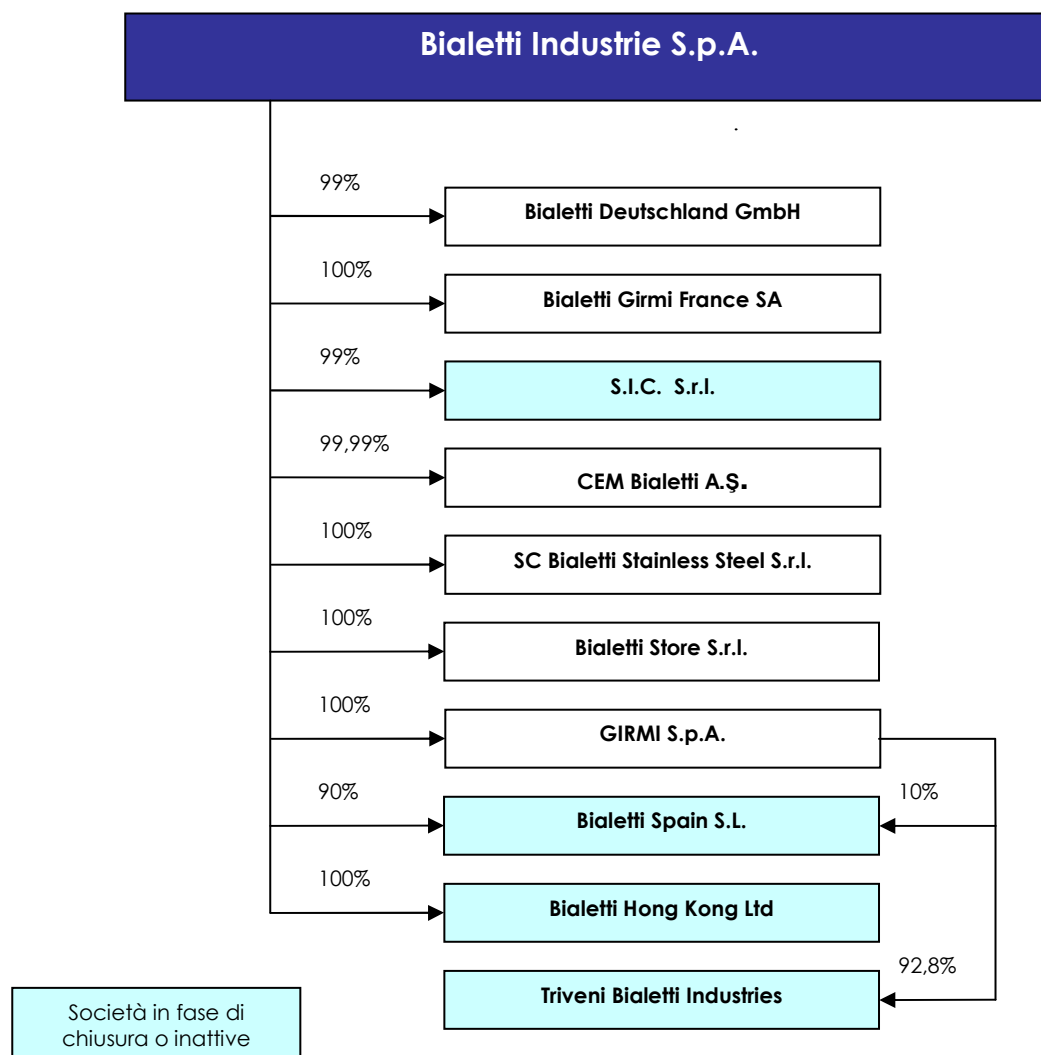 Bialetti Industrie S.p.A.
.
99%
Bialetti Deutschland GmbH
100%
Bialetti Girmi France SA
99%
S.I.C. S.r.l.
99,99%
CEM Bialetti A.Ş.
100%
SC Bialetti Stainless Steel S.r.l.
100%
Bialetti Store S.r.l.
100%
GIRMI S.p.A.
90%
10%
Bialetti Spain S.L.
100%
Bialetti Hong Kong Ltd
92,8%
Triveni Bialetti Industries
Società in fase di
chiusura o inattive